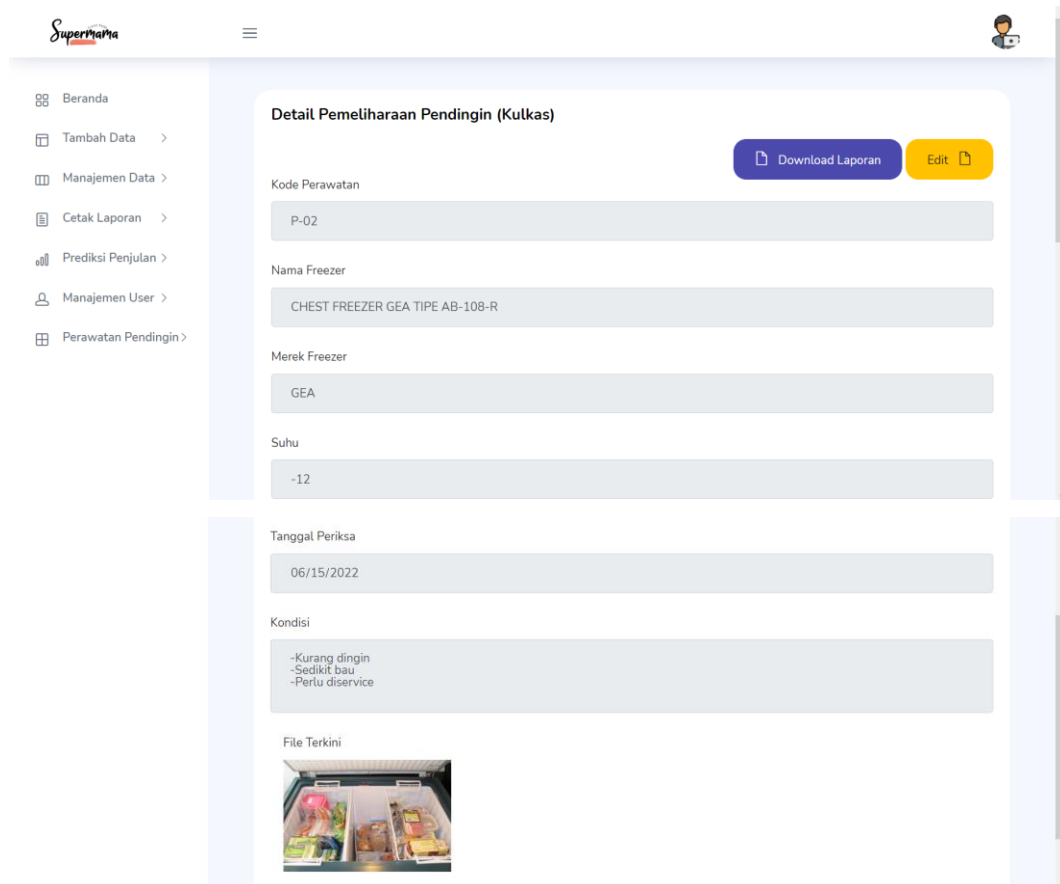 Supermama
Beranda
Tambah Data
Manajemen Data
Cetak Laporan
Prediksi Penjulan
Manajemen User
Perawatan Pendingin
Detail Pemeliharaan Pendingin (Kulkas)
Download Laporan
Edit
Kode Perawatan
P-02
Nama Freezer
CHEST FREEZER GEA TIPE AB-108-R
Merek Freezer
GEA
Suhu
-12
Tanggal Periksa
06/15/2022
Kondisi
-Kurang dingin
-Sedikit bau
-Perlu diservice
File Terkini